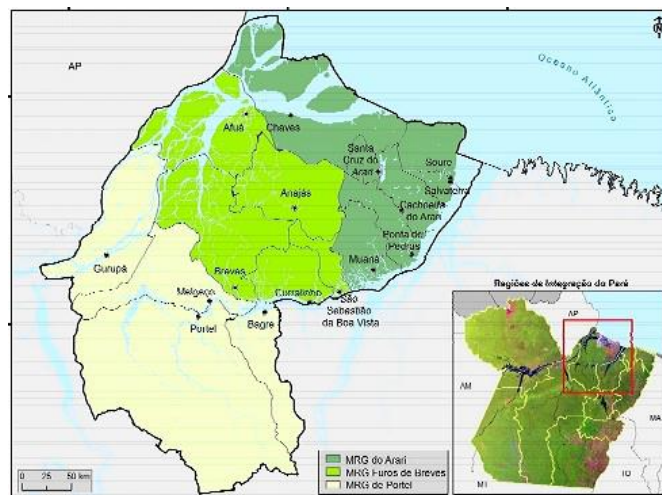 AP
N
Oceano Atlântico
Afuá
Chaves
Santa
Cruz do
Arari
Soure
Salvaterra
Cachoeira
do Arari
Anajás
Ponta de
Pedras
Muaná
Gurupá
Breves
Melgaço
Curralinho
São
Sebastião
da Boa Vista
Portel
Bagre
Regiões de Integração do Pará
AP
AM
MA
MT
TO
MRG do Arari
MRG Furos de Breves
MRG de Portel
0 25 50 km